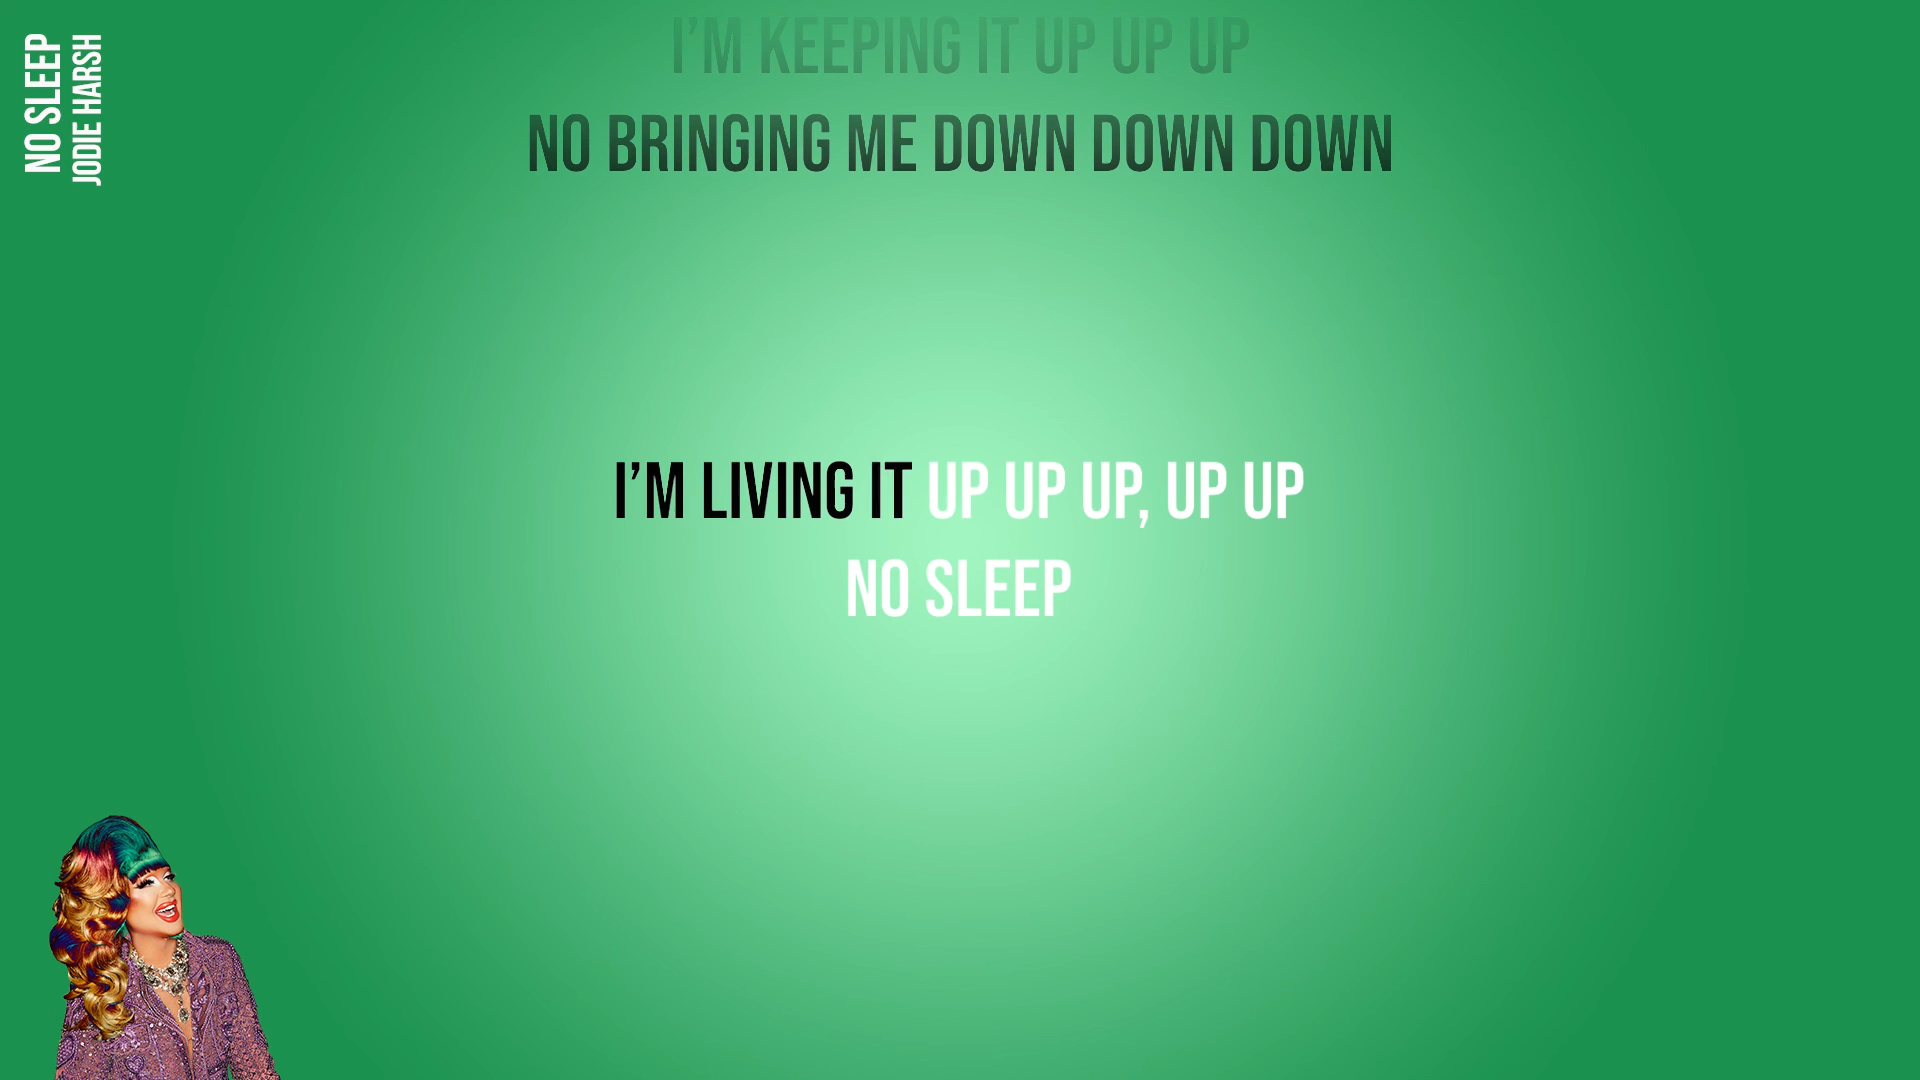 NO SLEEP
JODIE HARSH
I’M KEEPING IT UP UP UP
NO BRINGING ME DOWN DOWN DOWN
I’M LIVING IT UP UP UP, UP UP
NO SLEEP